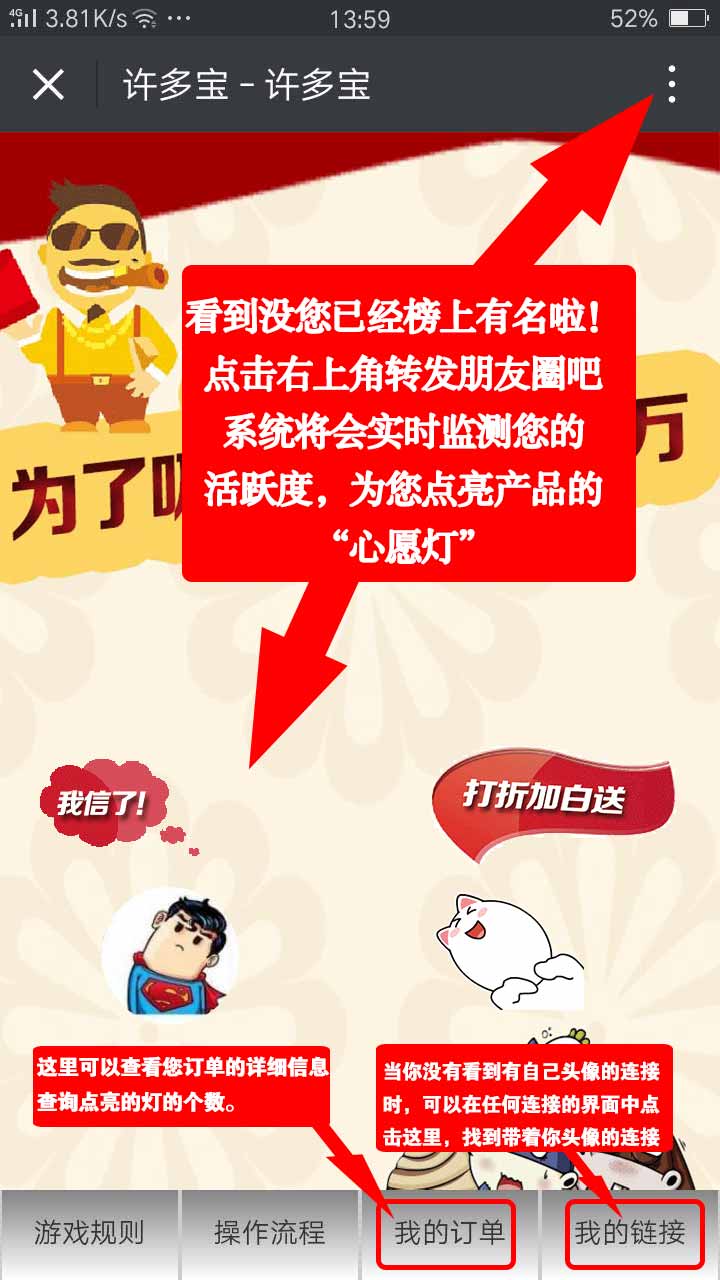 4G 3.81K/s 13:59 52%
许多宝 - 许多宝
看到没您已经榜上有名啦！
点击右上角转发朋友圈吧
系统将会实时监测您的
活跃度，为您点亮产品的
“心愿灯”
为了 万
我信了！
打折加白送
这里可以查看您订单的详细信息
查询点亮的灯的个数。
当你没有看到有自己头像的连接
时，可以在任何连接的界面中点
击这里，找到带着你头像的连接
游戏规则 操作流程 我的订单 我的链接